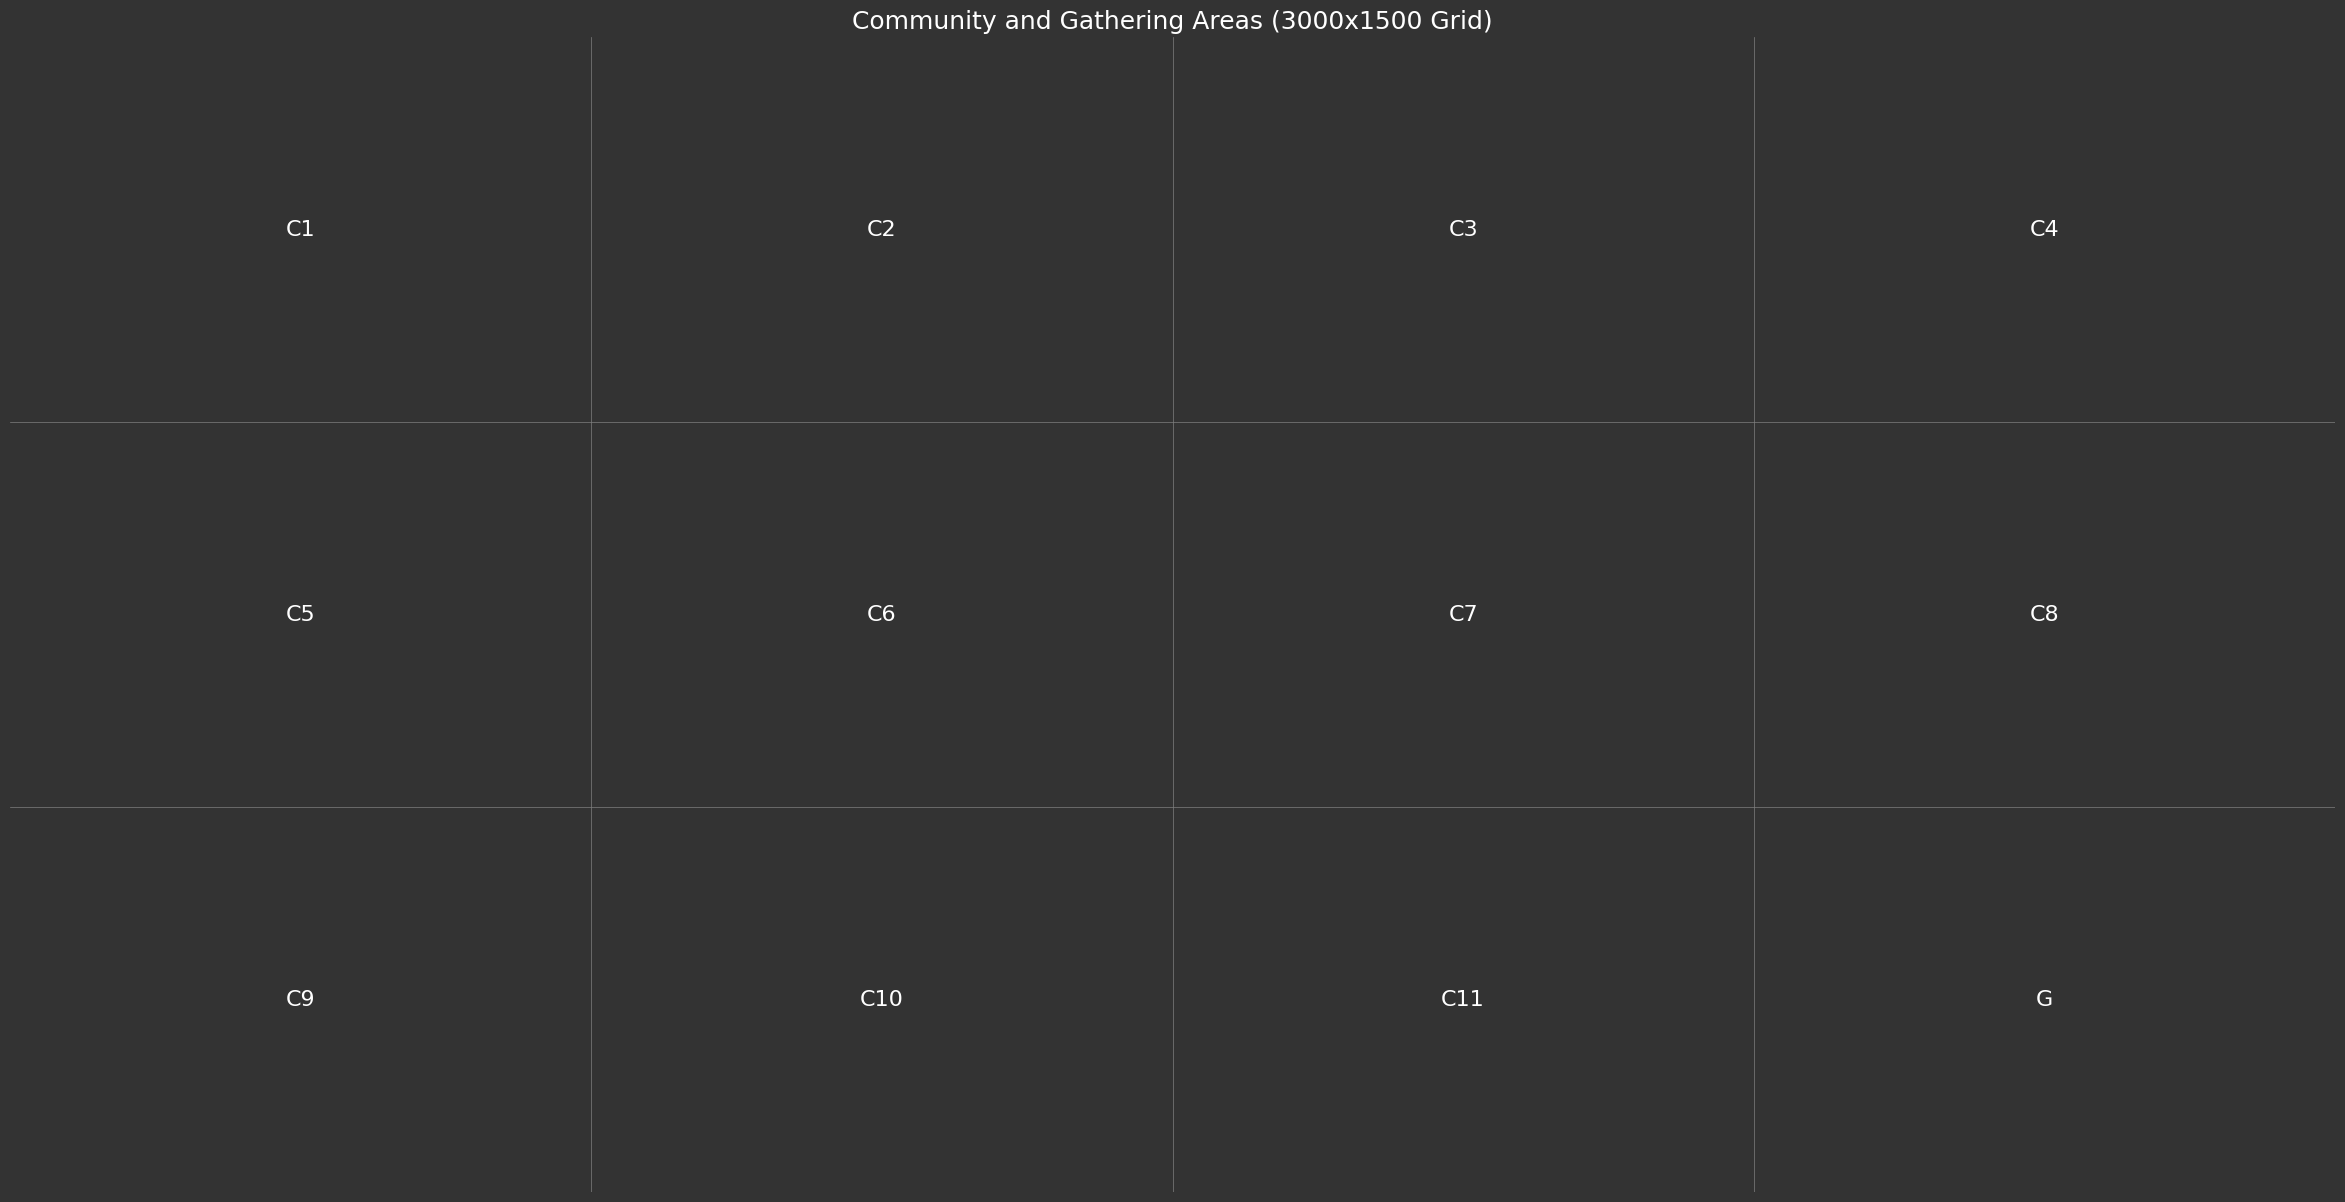 Community and Gathering Areas (3000x1500 Grid)
C1 C2 C3 C4
C5 C6 C7 C8
C9 C10 C11 G